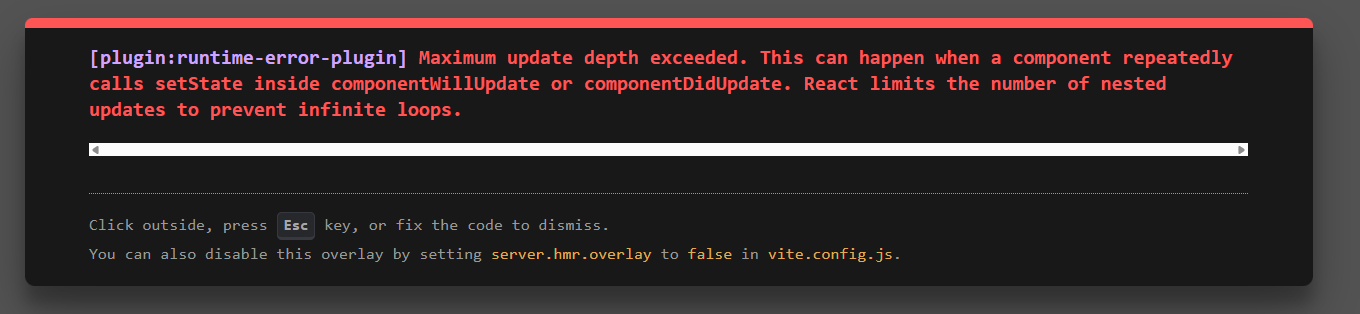 [plugin:runtime-error-plugin] Maximum update depth exceeded. This can happen when a component repeatedly
calls setState inside componentWillUpdate or componentDidUpdate. React limits the number of nested
updates to prevent infinite loops.
Click outside, press Esc key, or fix the code to dismiss.
You can also disable this overlay by setting server.hmr.overlay to false in vite.config.js.